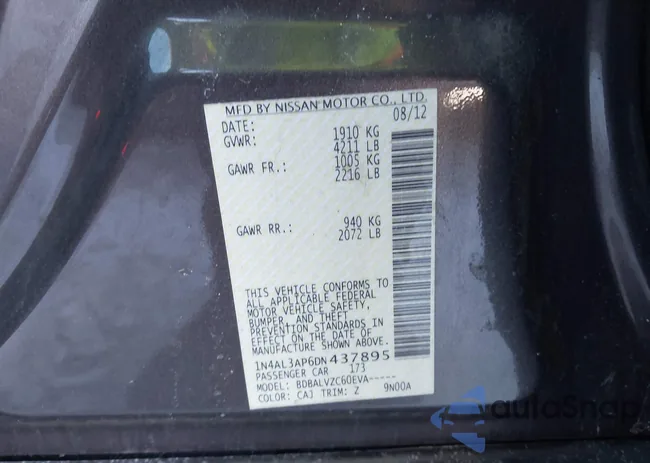 MFD BY NISSAN MOTOR CO., LTD.
DATE: 08/12
GVWR: 1910 KG
4211 LB
GAWR FR.: 1005 KG
2216 LB
GAWR RR.: 940 KG
2072 LB
THIS VEHICLE CONFORMS TO
ALL APPLICABLE FEDERAL
MOTOR VEHICLE SAFETY,
BUMPER, AND THEFT
PREVENTION STANDARDS IN
EFFECT ON THE DATE OF
MANUFACTURE SHOWN ABOVE.
1N4AL3AP6DN437895
PASSENGER CAR 173
MODEL: BDBALVZC60EVA-----
COLOR: CAJ TRIM: Z 9N00A
autoSnap